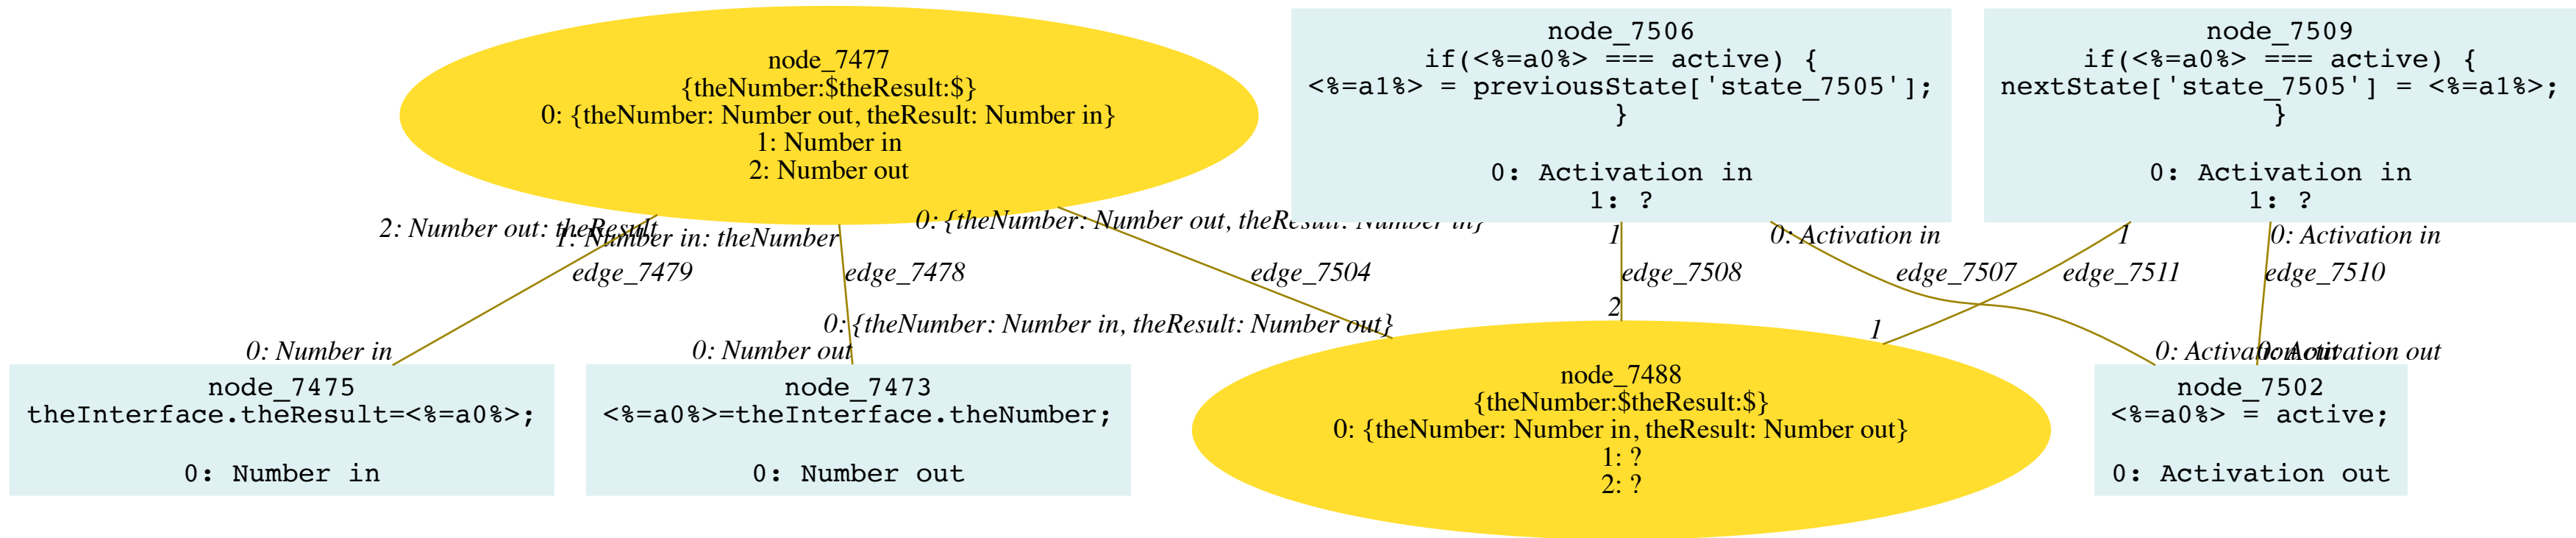 node_7477
{theNumber:$theResult:$}
0: {theNumber: Number out, theResult: Number in}
1: Number in
2: Number out
node_7506
if(<%=a0%> === active) {
<%=a1%> = previousState['state_7505'];
}
0: Activation in
1: ?
node_7509
if(<%=a0%> === active) {
nextState['state_7505'] = <%=a1%>;
}
0: Activation in
1: ?
2: Number out: theResult
1: Number in: theNumber
0: {theNumber: Number out, theResult: Number in}
1
0: Activation in
1
0: Activation in
edge_7479
edge_7478
edge_7504
edge_7508
edge_7507
edge_7511
edge_7510
0: Number in
0: Number out
0: {theNumber: Number in, theResult: Number out}
2
1
0: Activation out
0: Activation out
node_7475
theInterface.theResult=<%=a0%>;
0: Number in
node_7473
<%=a0%>=theInterface.theNumber;
0: Number out
node_7488
{theNumber:$theResult:$}
0: {theNumber: Number in, theResult: Number out}
1: ?
2: ?
node_7502
<%=a0%> = active;
0: Activation out